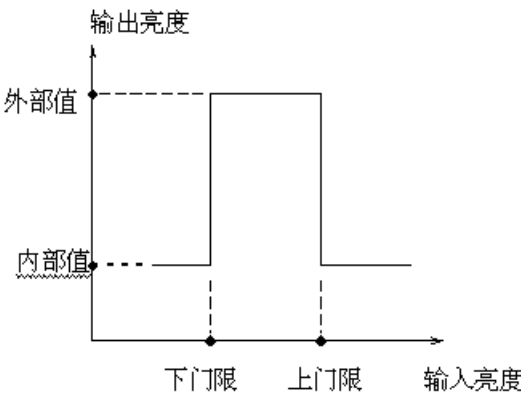 输出亮度
外部值
内部值
下门限 上门限 输入亮度